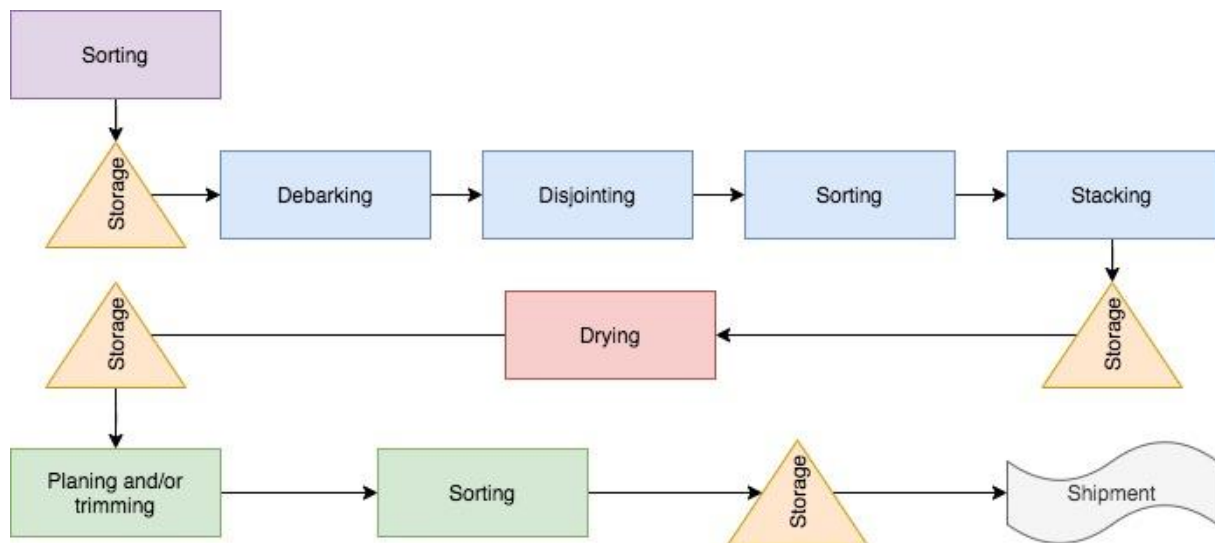 Sorting
Storage
Debarking
Disjointing
Sorting
Stacking
Storage
Drying
Storage
Planing and/or
trimming
Sorting
Storage
Shipment